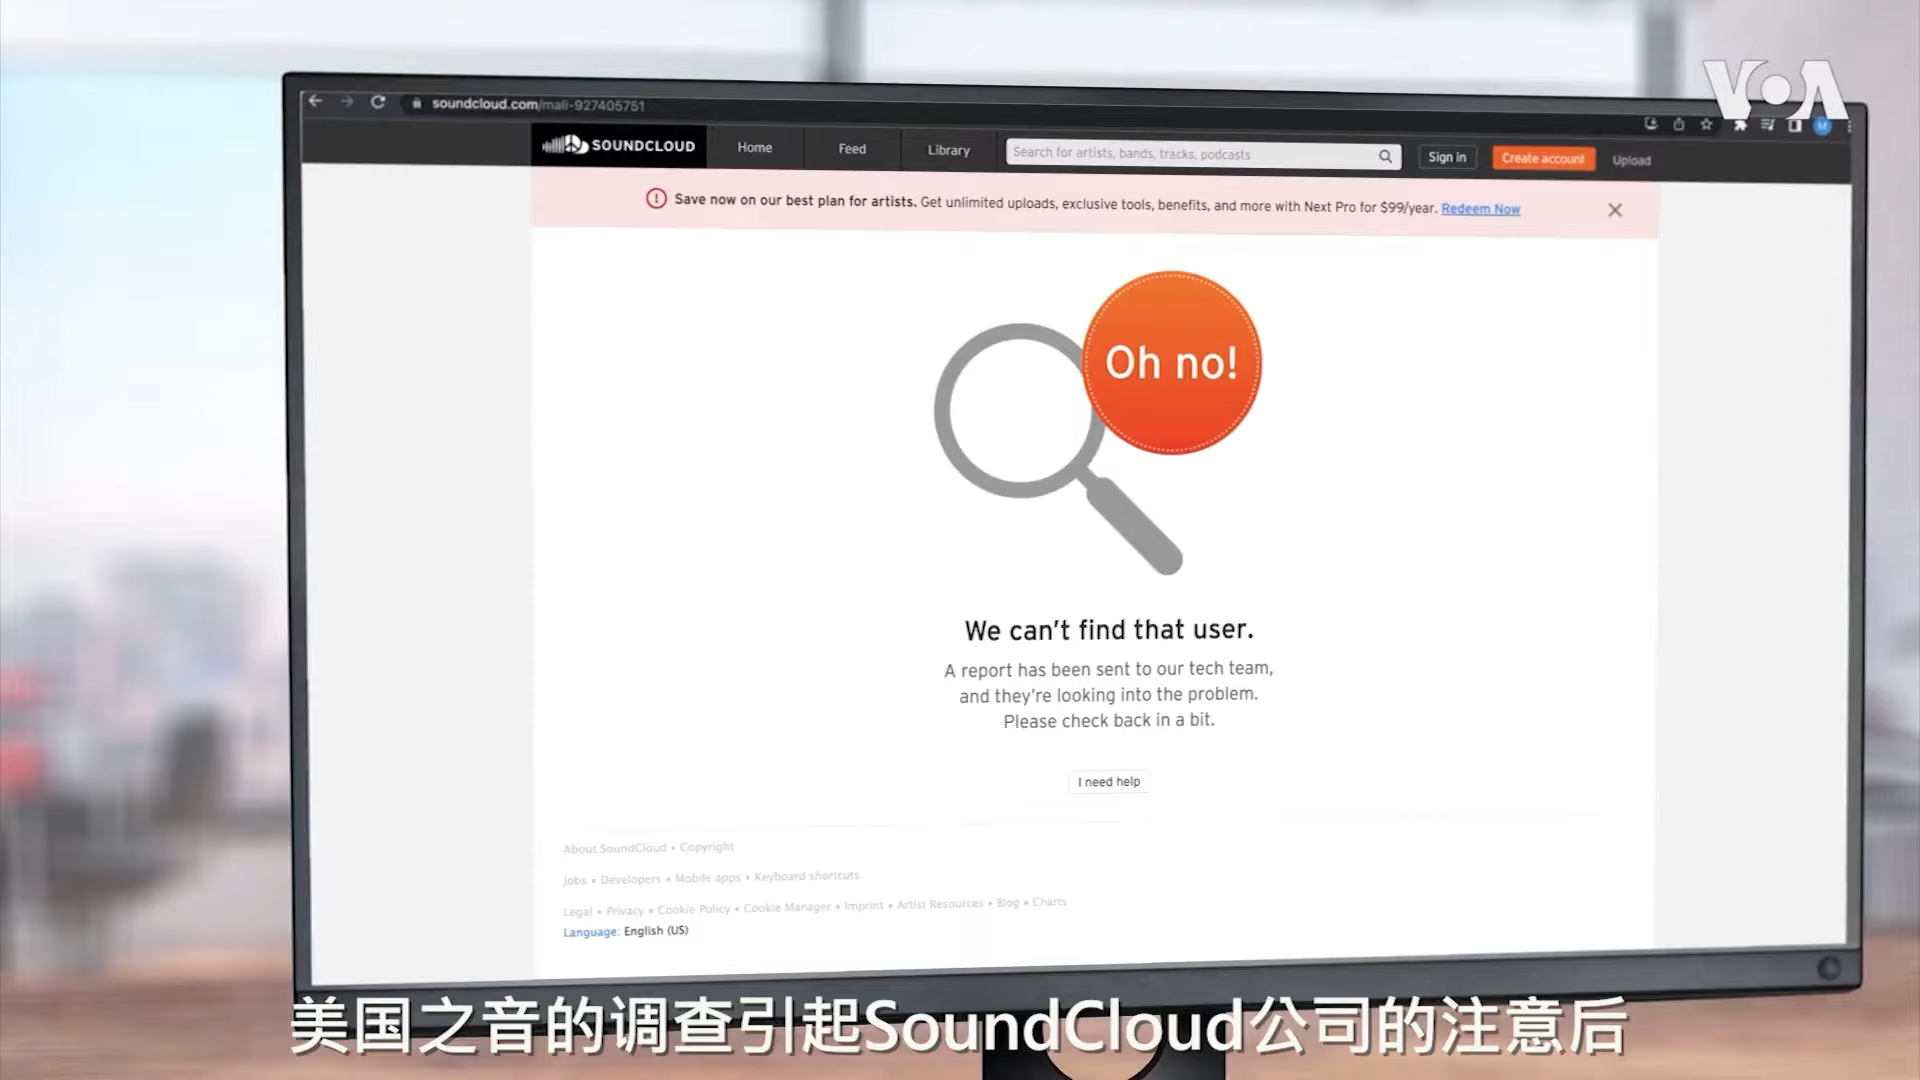 VOA
soundcloud.com/mali-927405751
SOUNDCLOUD
Home
Feed
Library
Search for artists, bands, tracks, podcasts
Sign in
Create account
Upload
Save now on our best plan for artists. Get unlimited uploads, exclusive tools, benefits, and more with Next Pro for $99/year. Redeem Now
Oh no!
We can't find that user.
A report has been sent to our tech team,
and they're looking into the problem.
Please check back in a bit.
I need help
About SoundCloud • Copyright
Jobs • Developers • Mobile apps • Keyboard shortcuts
Legal • Privacy • Cookie Policy • Cookie Manager • Imprint • Artist Resources • Blog • Charts
Language: English (US)
美国之音的调查引起SoundCloud公司的注意后